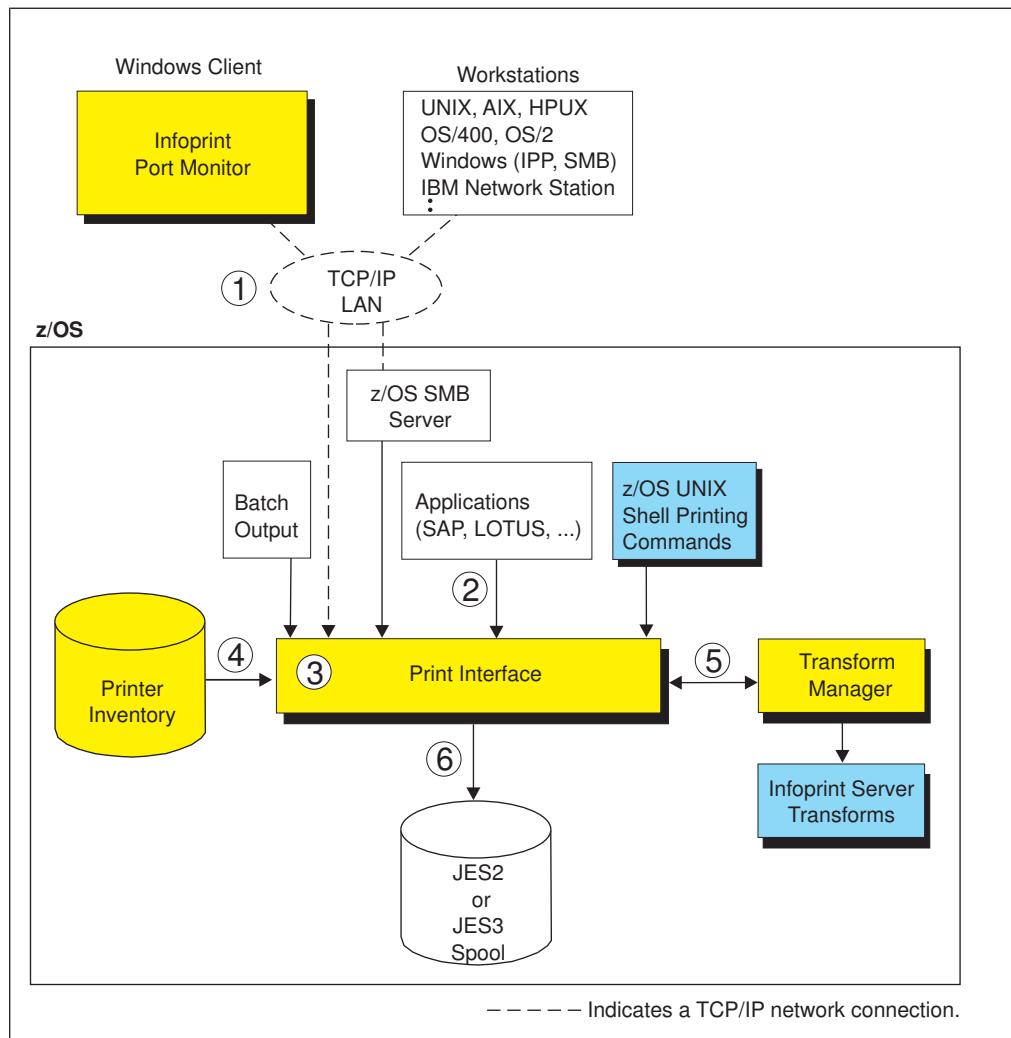 Windows Client
Infoprint
Port Monitor
Workstations
UNIX, AIX, HPUX
OS/400, OS/2
Windows (IPP, SMB)
IBM Network Station
⋮
1
TCP/IP
LAN
z/OS
z/OS SMB
Server
Batch
Output
Applications
(SAP, LOTUS, ...)
z/OS UNIX
Shell Printing
Commands
2
Printer
Inventory
4
3
Print Interface
5
Transform
Manager
6
Infoprint Server
Transforms
JES2
or
JES3
Spool
Indicates a TCP/IP network connection.